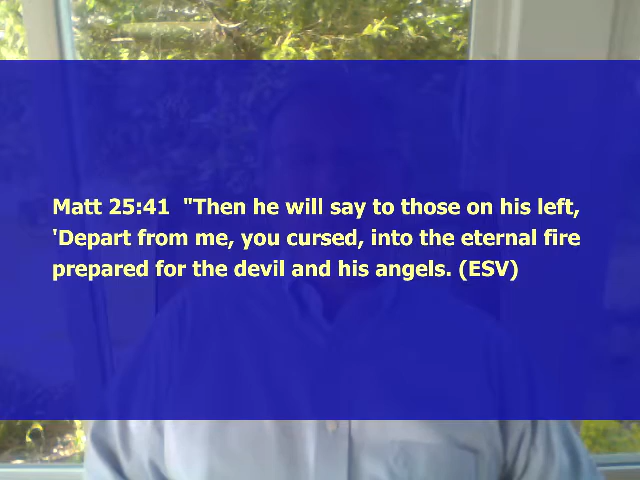 Matt 25:41  "Then he will say to those on his left,
'Depart from me, you cursed, into the eternal fire
prepared for the devil and his angels. (ESV)